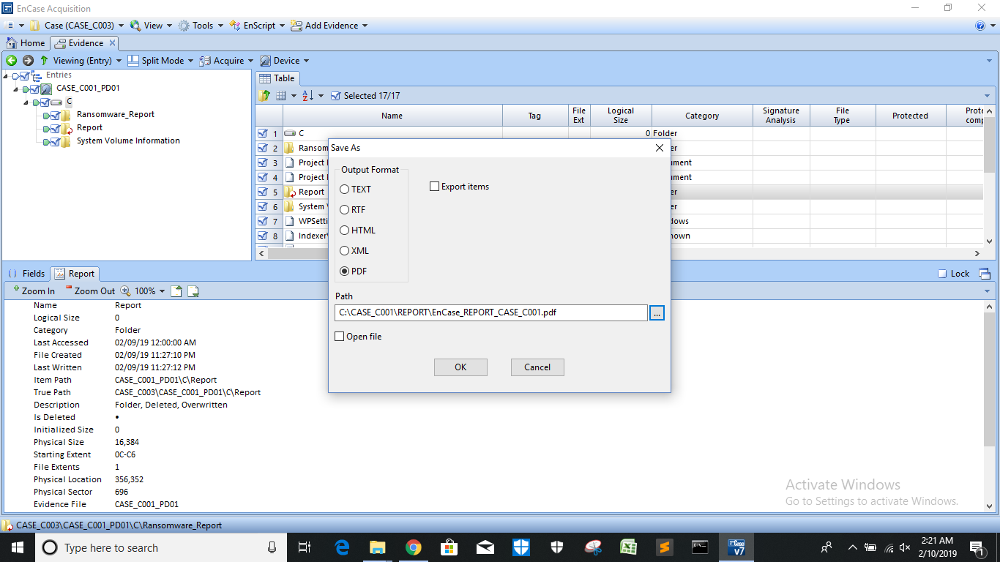 EnCase Acquisition
Case (CASE_C003) View Tools EnScript Add Evidence
Home Evidence
Viewing (Entry) Split Mode Acquire Device
Entries
CASE_C001_PD01
C
Ransomware_Report
Report
System Volume Information
Table
Selected 17/17
Name Tag File Ext Logical Size Category Signature Analysis File Type Protected Prote comp
1 C 0 Folder
2 Ransom er
3 Project ment
4 Project ment
5 Report er
6 System er
7 WPSetti dows
8 Indexer nown
Save As
Output Format
TEXT
RTF
HTML
XML
PDF
Export items
Path
C:\CASE_C001\REPORT\EnCase_REPORT_CASE_C001.pdf
...
Open file
OK Cancel
Fields Report Lock
Zoom In Zoom Out 100%
Name Report
Logical Size 0
Category Folder
Last Accessed 02/09/19 12:00:00 AM
File Created 02/09/19 11:27:10 PM
Last Written 02/09/19 11:27:12 PM
Item Path CASE_C001_PD01\C\Report
True Path CASE_C003\CASE_C001_PD01\C\Report
Description Folder, Deleted, Overwritten
Is Deleted •
Initialized Size 0
Physical Size 16,384
Starting Extent 0C-C6
File Extents 1
Physical Location 356,352
Physical Sector 696
Evidence File CASE_C001_PD01
Activate Windows
Go to Settings to activate Windows.
CASE_C003\CASE_C001_PD01\C\Ransomware_Report
Type here to search
v7
2:21 AM
2/10/2019
1